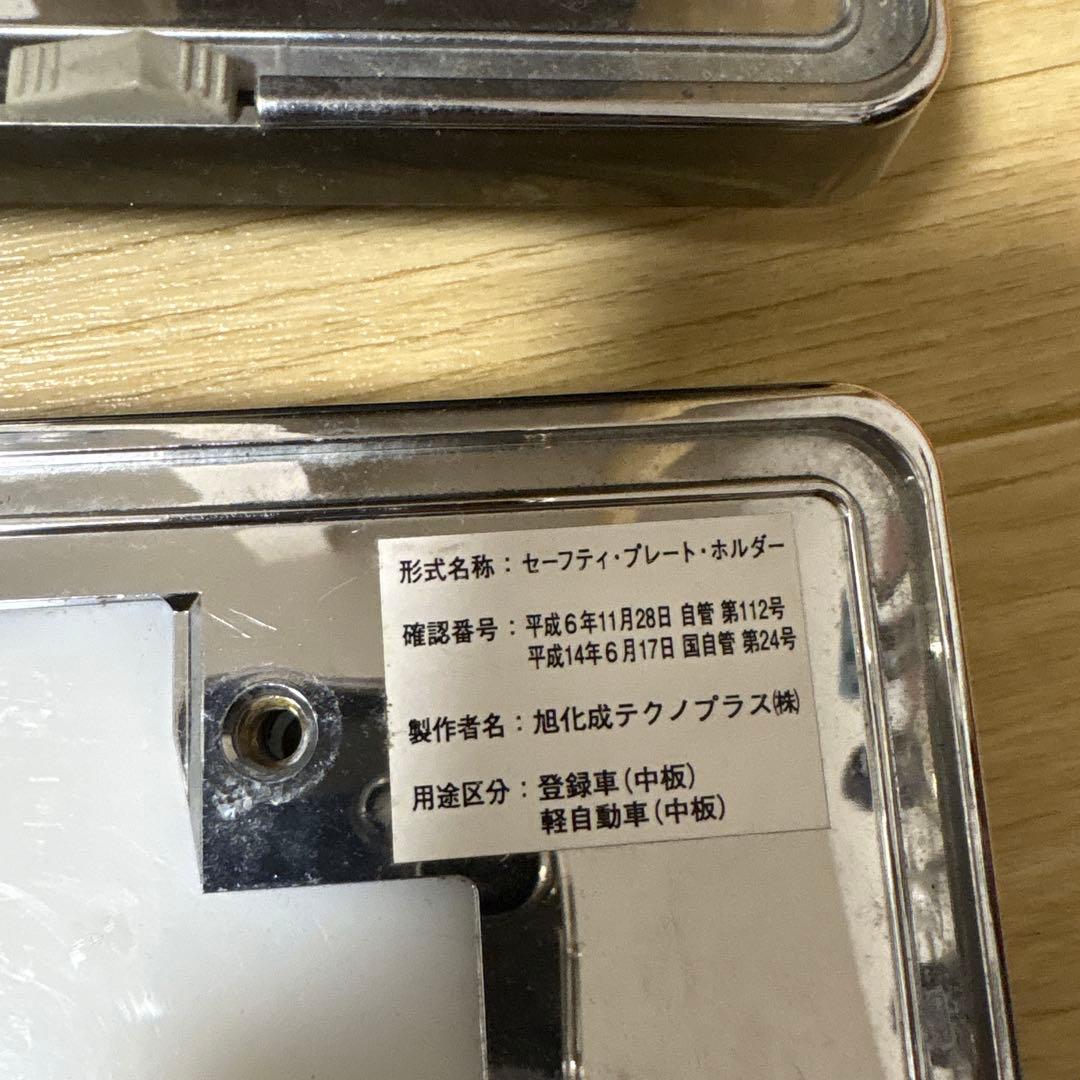 形式名称：セーフティ・プレート・ホルダー
確認番号：平成6年11月28日 自管 第112号
平成14年6月17日 国自管 第24号
製作者名：旭化成テクノプラス㈱
用途区分：登録車(中板)
軽自動車(中板)